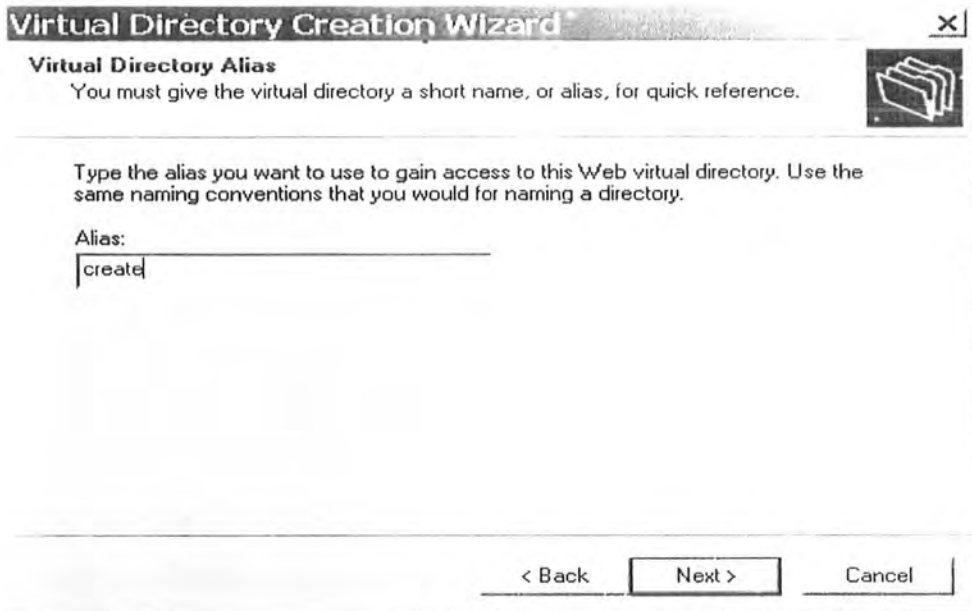 Virtual Directory Creation Wizard
Virtual Directory Alias
You must give the virtual directory a short name, or alias, for quick reference.
Type the alias you want to use to gain access to this Web virtual directory. Use the
same naming conventions that you would for naming a directory.
Alias:
create
< Back
Next >
Cancel